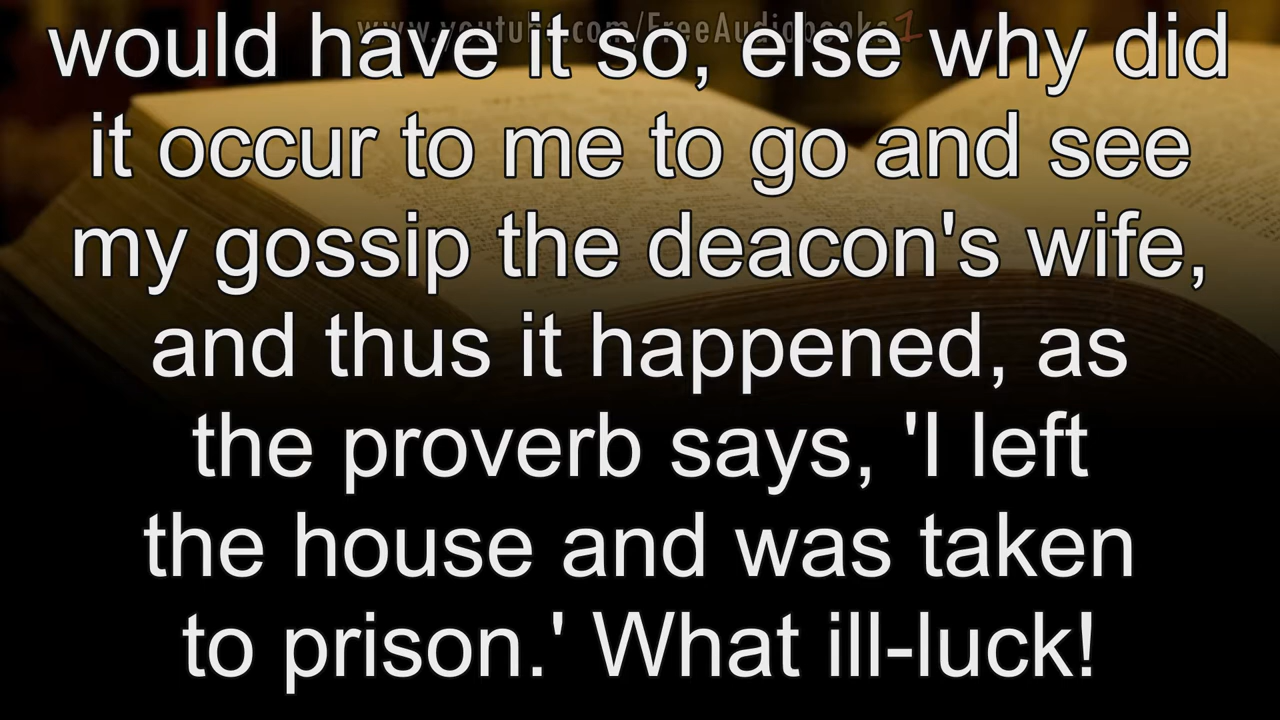 www.youtube.com/FreeAudiobooks1
would have it so, else why did
it occur to me to go and see
my gossip the deacon's wife,
and thus it happened, as
the proverb says, 'I left
the house and was taken
to prison.' What ill-luck!